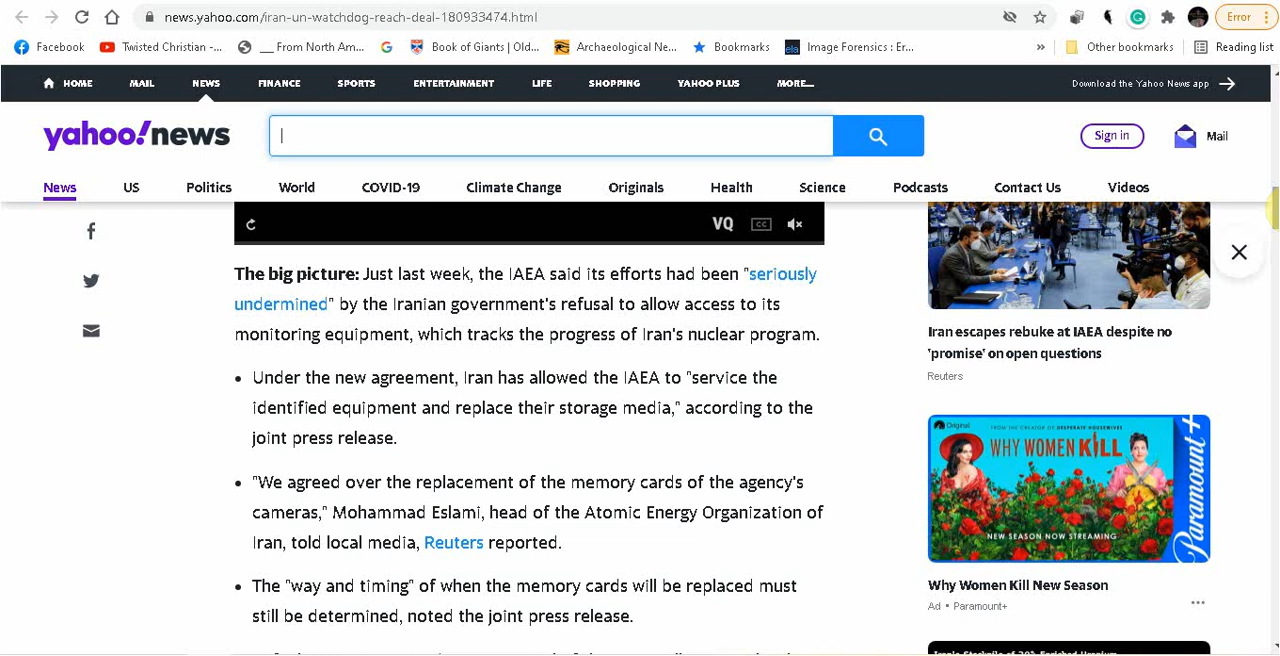 news.yahoo.com/iran-un-watchdog-reach-deal-180933474.html
Error
Facebook
Twisted Christian -...
__ From North Am...
Book of Giants | Old...
Archaeological Ne...
Bookmarks
Image Forensics : Er...
»
Other bookmarks
Reading list
HOME
MAIL
NEWS
FINANCE
SPORTS
ENTERTAINMENT
LIFE
SHOPPING
YAHOO PLUS
MORE...
Download the Yahoo News app
yahoo!news
Sign in
Mail
News
US
Politics
World
COVID-19
Climate Change
Originals
Health
Science
Podcasts
Contact Us
Videos
VQ
CC
The big picture: Just last week, the IAEA said its efforts had been "seriously
undermined" by the Iranian government's refusal to allow access to its
monitoring equipment, which tracks the progress of Iran's nuclear program.
• Under the new agreement, Iran has allowed the IAEA to "service the
identified equipment and replace their storage media," according to the
joint press release.
• "We agreed over the replacement of the memory cards of the agency's
cameras," Mohammad Eslami, head of the Atomic Energy Organization of
Iran, told local media, Reuters reported.
• The "way and timing" of when the memory cards will be replaced must
still be determined, noted the joint press release.
Iran escapes rebuke at IAEA despite no
'promise' on open questions
Reuters
Original
FROM THE CREATOR OF DESPERATE HOUSEWIVES
WHY WOMEN KILL
NEW SEASON NOW STREAMING
Paramount+
Why Women Kill New Season
Ad • Paramount+